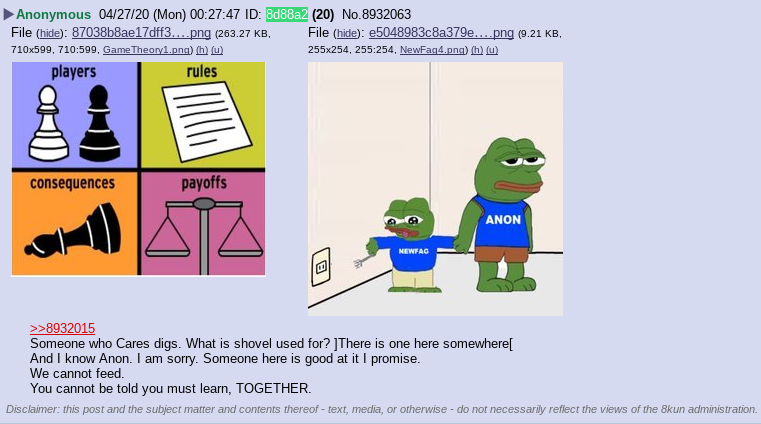 ▶Anonymous 04/27/20 (Mon) 00:27:47 ID: 8d88a2 (20) No.8932063
File (hide): 87038b8ae17dff3….png (263.27 KB, 710x599, 710:599, GameTheory1.png) (h) (u)
players
rules
consequences
payoffs
File (hide): e5048983c8a379e….png (9.21 KB, 255x254, 255:254, NewFag4.png) (h) (u)
ANON
NEWFAG
>>8932015
Someone who Cares digs. What is shovel used for? ]There is one here somewhere[
And I know Anon. I am sorry. Someone here is good at it I promise.
We cannot feed.
You cannot be told you must learn, TOGETHER.
Disclaimer: this post and the subject matter and contents thereof - text, media, or otherwise - do not necessarily reflect the views of the 8kun administration.